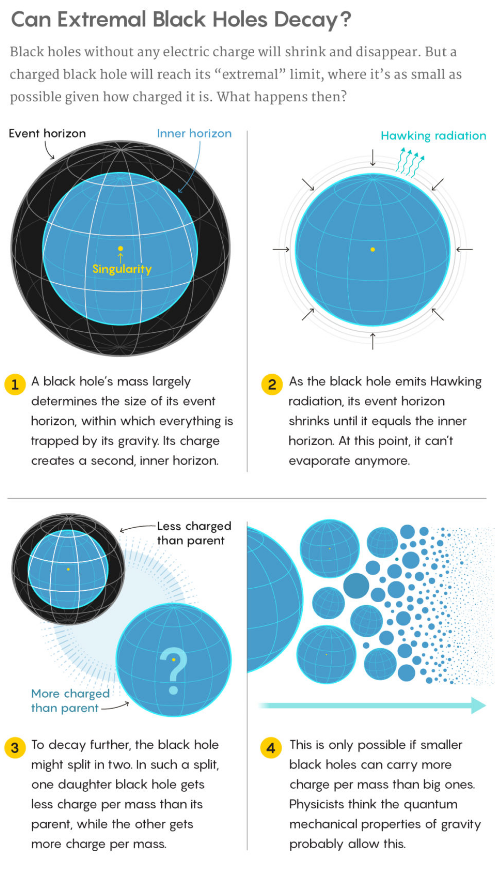 Can Extremal Black Holes Decay?
Black holes without any electric charge will shrink and disappear. But a
charged black hole will reach its “extremal” limit, where it’s as small as
possible given how charged it is. What happens then?
Event horizon
Inner horizon
Singularity
Hawking radiation
1
A black hole’s mass largely
determines the size of its event
horizon, within which everything is
trapped by its gravity. Its charge
creates a second, inner horizon.
2
As the black hole emits Hawking
radiation, its event horizon
shrinks until it equals the inner
horizon. At this point, it can’t
evaporate anymore.
Less charged
than parent
?
More charged
than parent
3
To decay further, the black hole
might split in two. In such a split,
one daughter black hole gets
less charge per mass than its
parent, while the other gets
more charge per mass.
4
This is only possible if smaller
black holes can carry more
charge per mass than big ones.
Physicists think the quantum
mechanical properties of gravity
probably allow this.